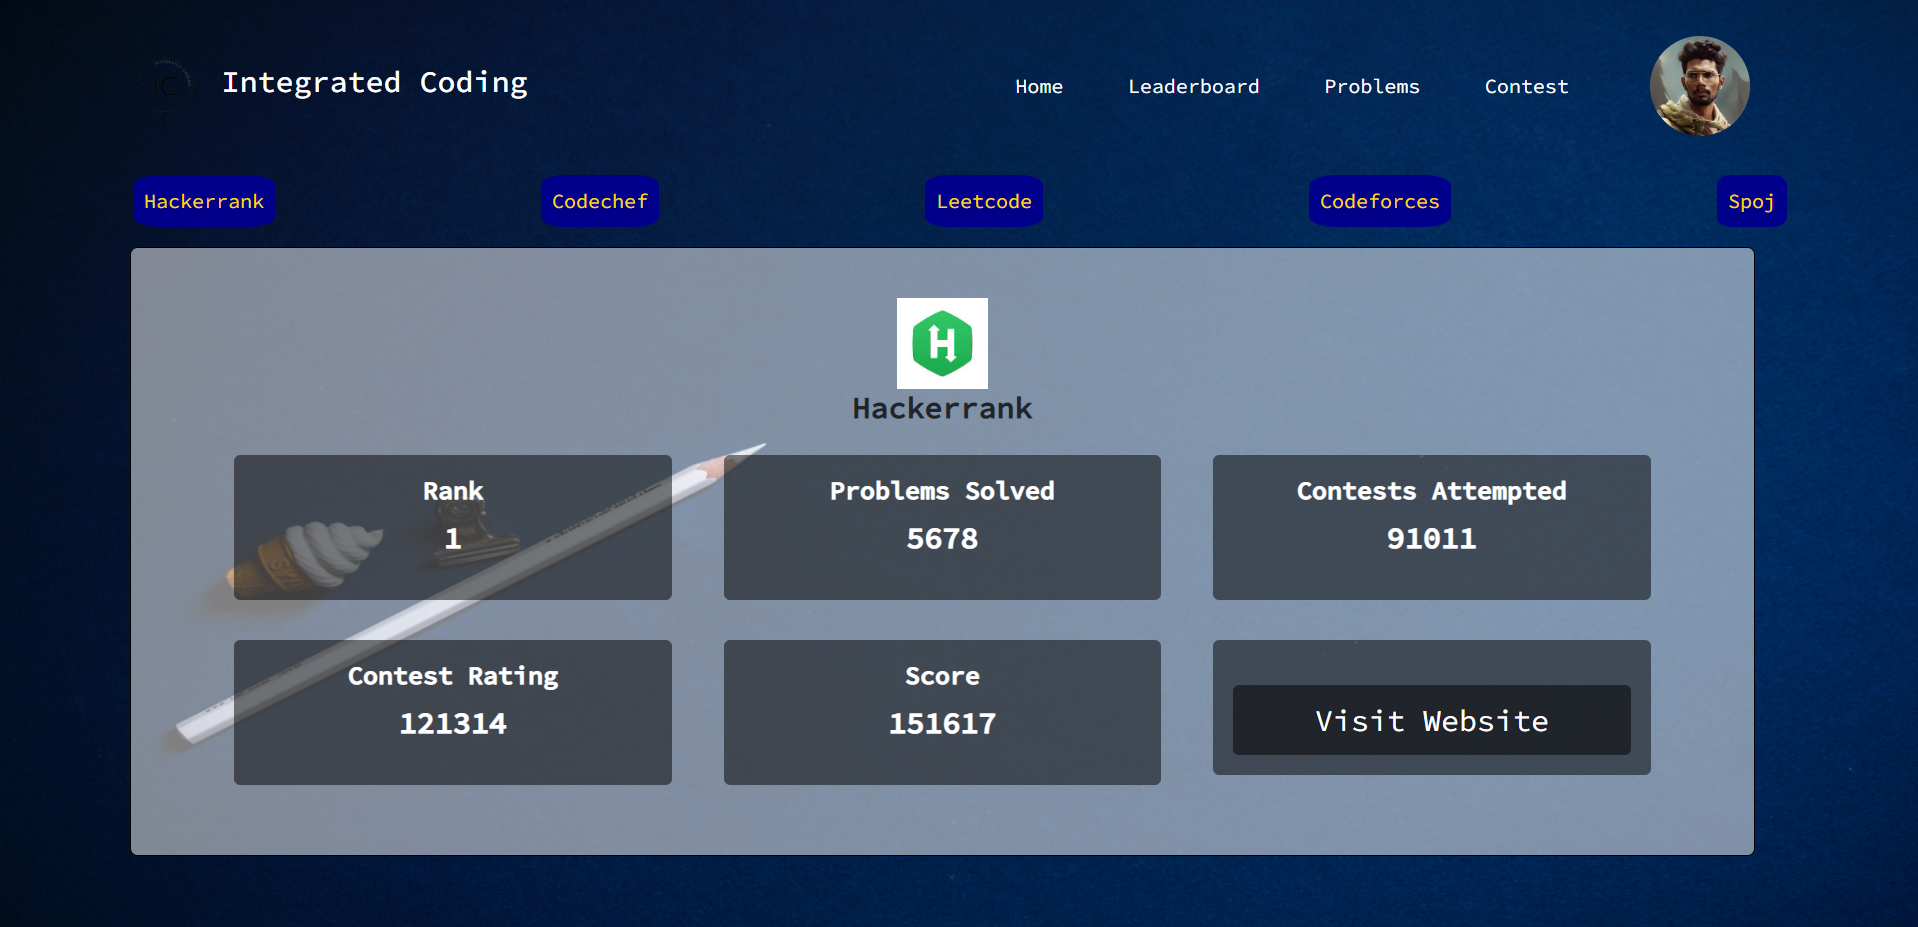 IC
Integrated Coding
Home
Leaderboard
Problems
Contest
Hackerrank
Codechef
Leetcode
Codeforces
Spoj
H
Hackerrank
Rank
1
Problems Solved
5678
Contests Attempted
91011
Contest Rating
121314
Score
151617
Visit Website